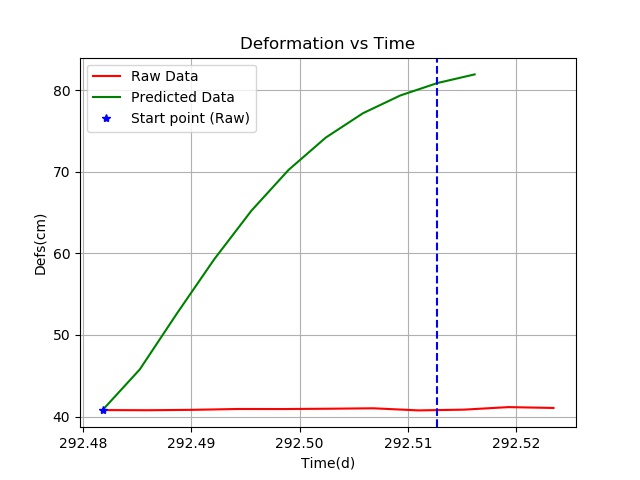 Deformation vs Time
Raw Data
Predicted Data
Start point (Raw)
80
70
60
50
40
Defs(cm)
292.48 292.49 292.50 292.51 292.52
Time(d)